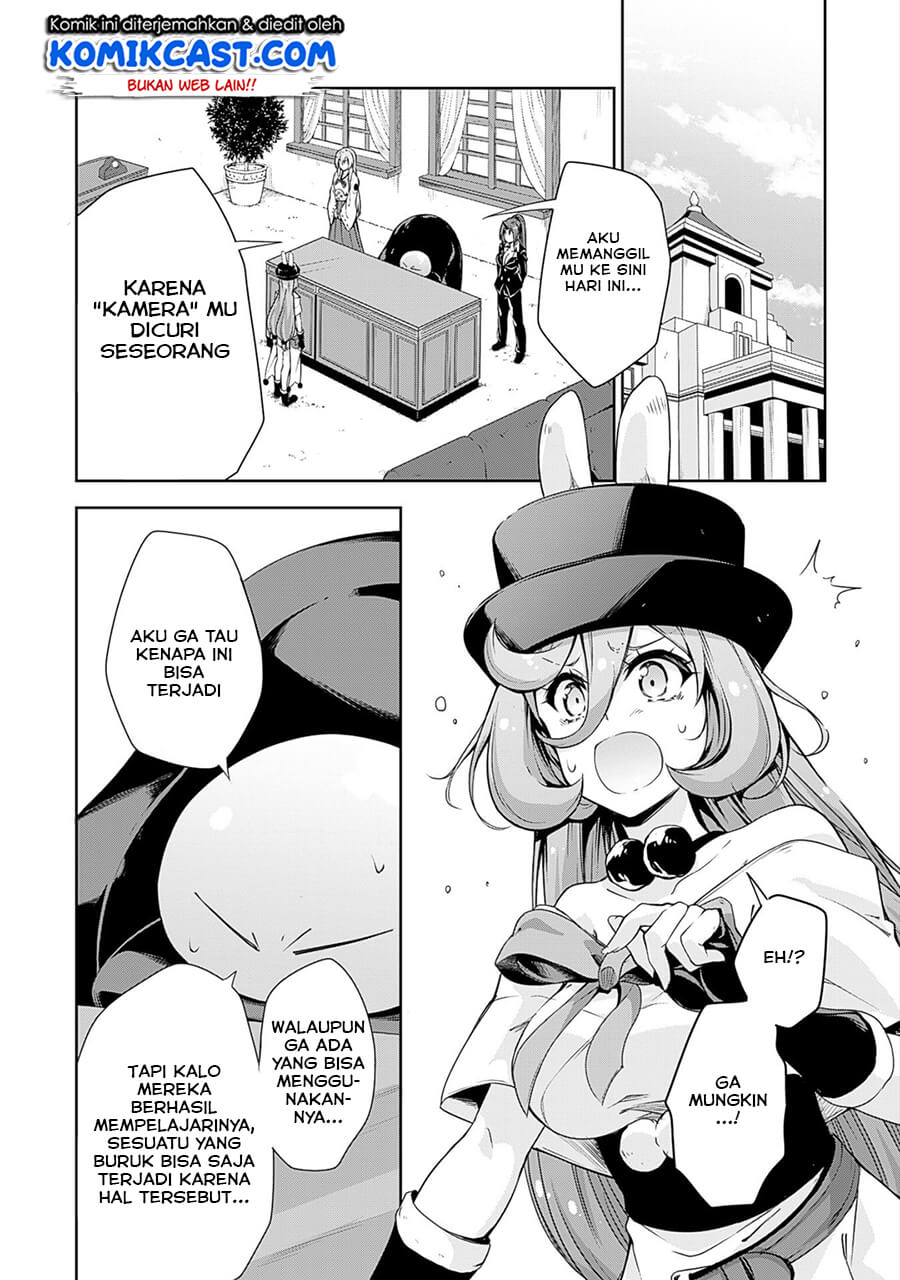 Komik ini diterjemahkan & diedit oleh
KOMIKCAST.COM
BUKAN WEB LAIN!!
AKU
MEMANGGIL
MU KE SINI
HARI INI...
KARENA
"KAMERA" MU
DICURI
SESEORANG
EH!?
GA
MUNGKIN
...!
AKU GA TAU
KENAPA INI
BISA
TERJADI
WALAUPUN
GA ADA
YANG BISA
MENGGU-
NAKAN-
NYA...
TAPI KALO
MEREKA
BERHASIL
MEMPELAJARINYA,
SESUATU YANG
BURUK BISA SAJA
TERJADI KARENA
HAL TERSEBUT...